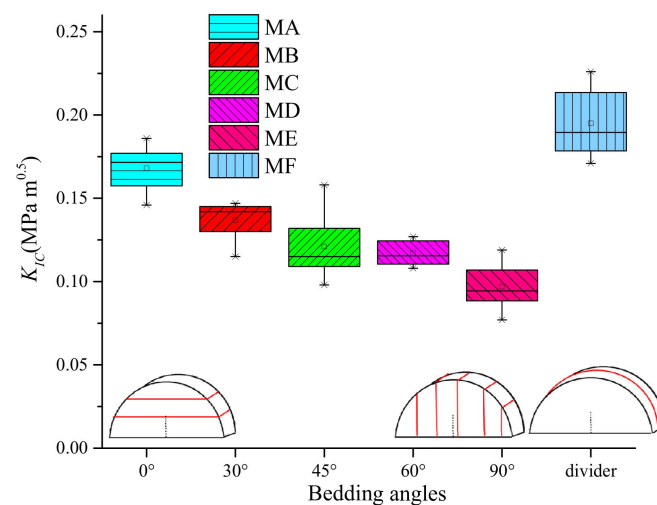 0.25
0.20
0.15
0.10
0.05
0.00
K_IC(MPa m^0.5)
MA
MB
MC
MD
ME
MF
0° 30° 45° 60° 90° divider
Bedding angles